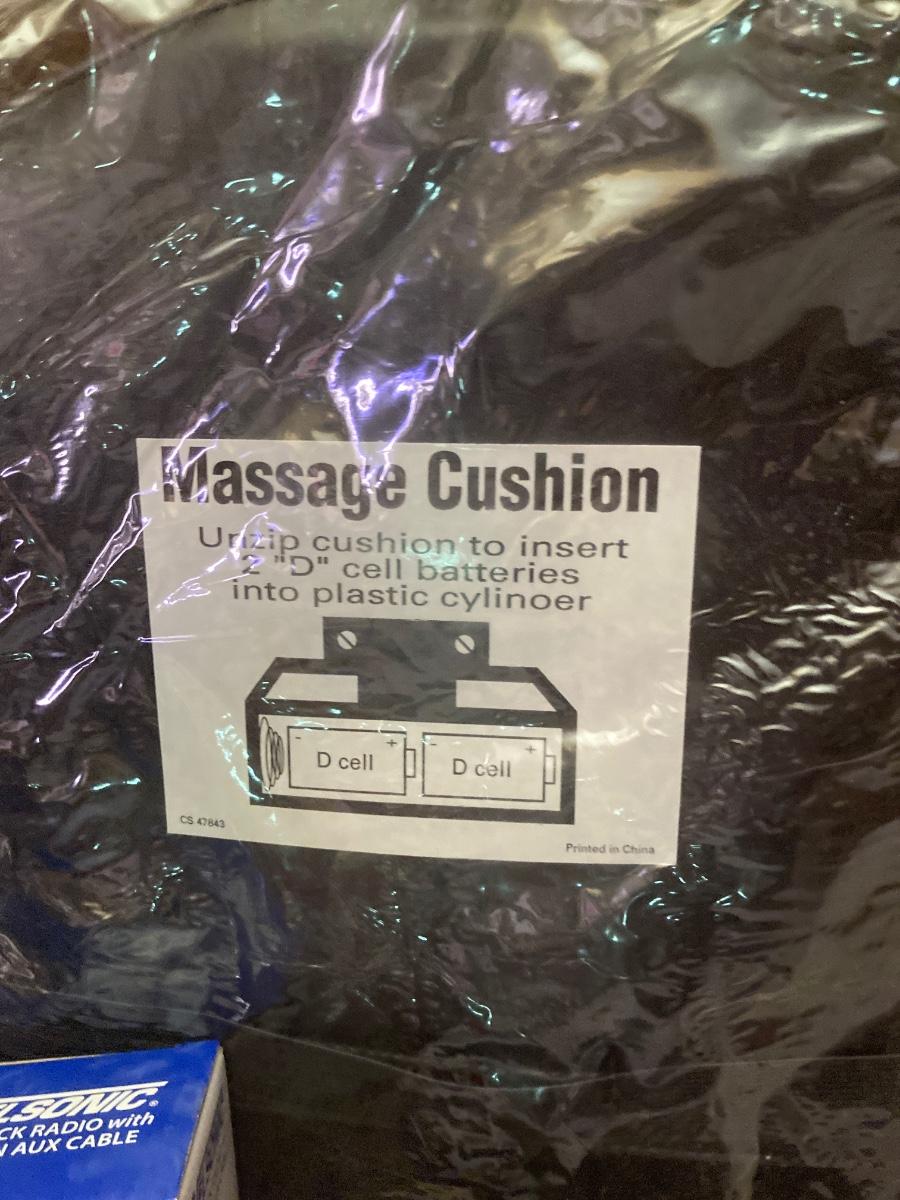 Massage Cushion
Unzip cushion to insert
2 "D" cell batteries
into plastic cylinoer
- + - +
D cell D cell
CS 47843
Printed in China
LSONIC®
CK RADIO with
AUX CABLE